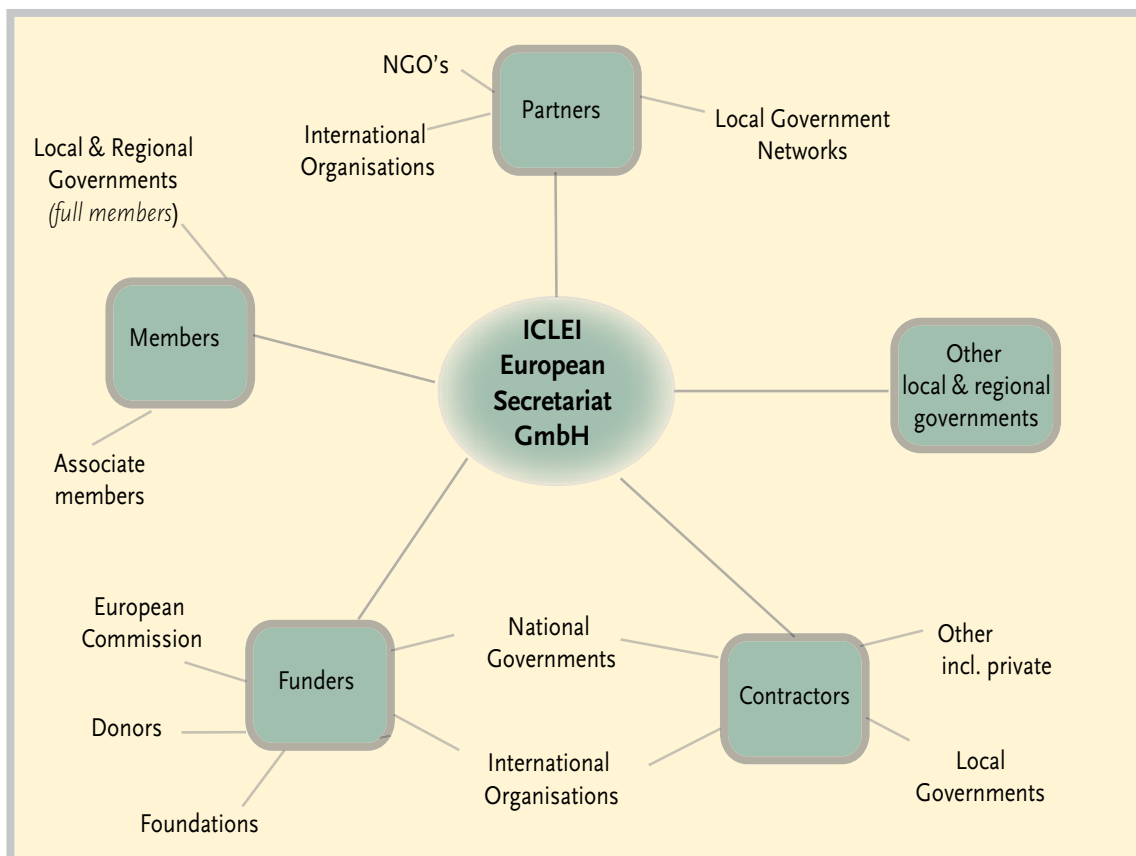 NGO's
Partners
International
Organisations
Local Government
Networks
Local & Regional
Governments
(full members)
Members
Associate
members
ICLEI
European
Secretariat
GmbH
Other
local & regional
governments
European
Commission
Funders
Donors
Foundations
National
Governments
International
Organisations
Contractors
Other
incl. private
Local
Governments